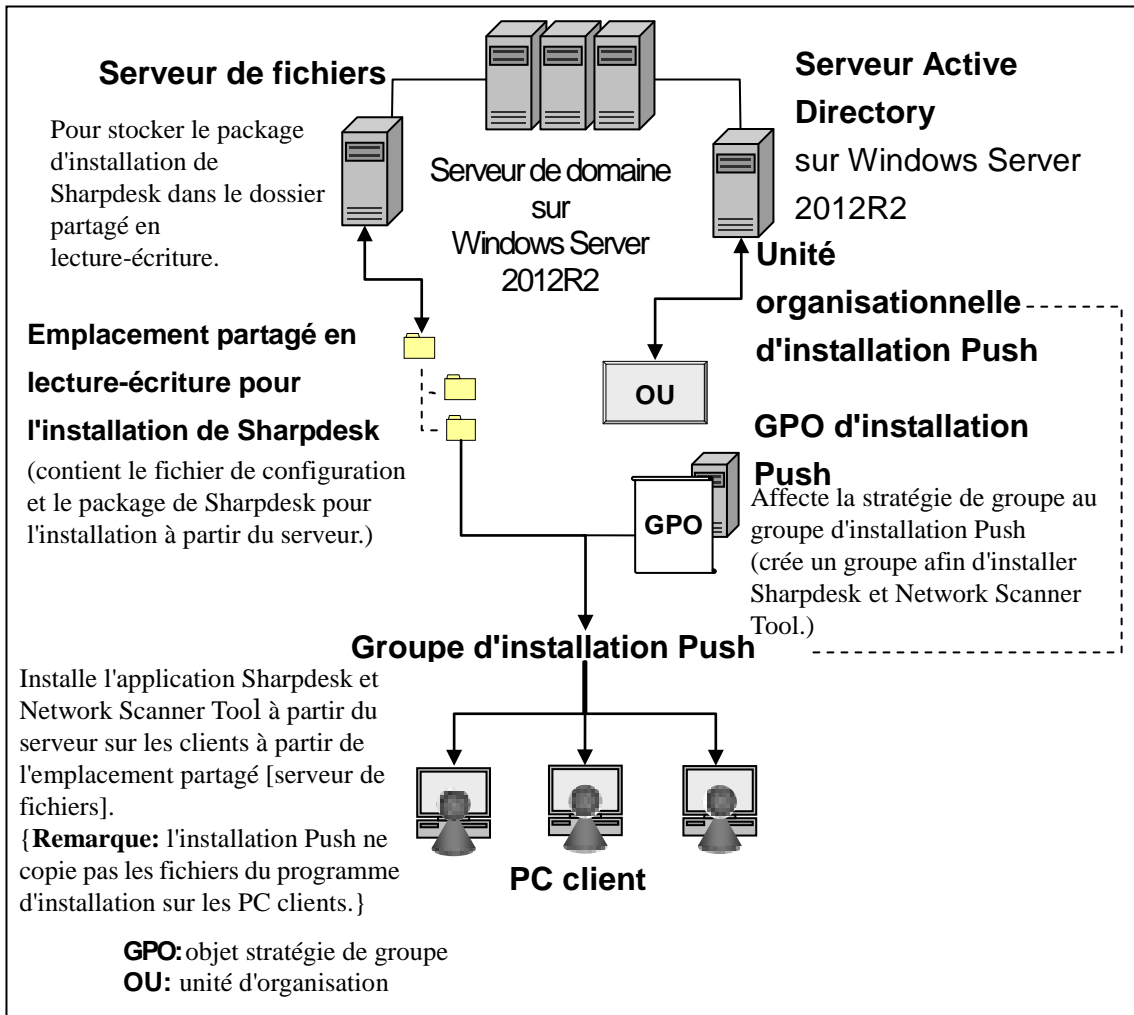 Serveur de fichiers
Pour stocker le package
d'installation de
Sharpdesk dans le dossier
partagé en
lecture-écriture.
Serveur de domaine
sur
Windows Server
2012R2
Serveur Active
Directory
sur Windows Server
2012R2
Unité
organisationnelle
d'installation Push
Emplacement partagé en
lecture-écriture pour
l'installation de Sharpdesk
(contient le fichier de configuration
et le package de Sharpdesk pour
l'installation à partir du serveur.)
OU
GPO d'installation
Push
GPO
Affecte la stratégie de groupe au
groupe d'installation Push
(crée un groupe afin d'installer
Sharpdesk et Network Scanner
Tool.)
Groupe d'installation Push
Installe l'application Sharpdesk et
Network Scanner Tool à partir du
serveur sur les clients à partir de
l'emplacement partagé [serveur de
fichiers].
{Remarque: l'installation Push ne
copie pas les fichiers du programme
d'installation sur les PC clients.}
PC client
GPO: objet stratégie de groupe
OU: unité d'organisation